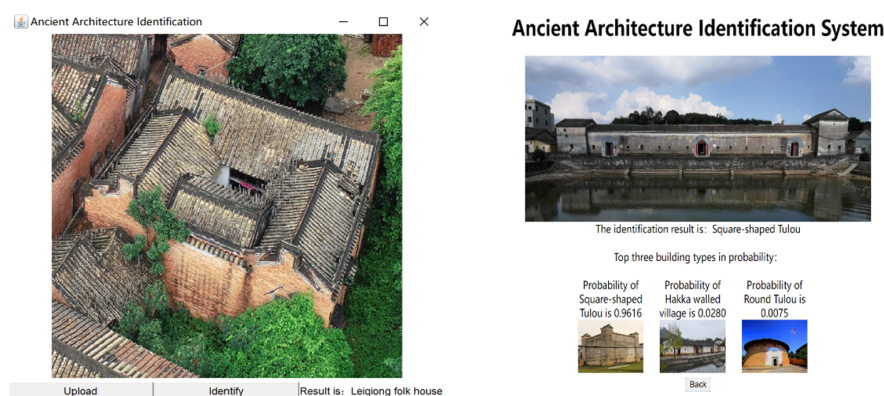 Ancient Architecture Identification
Upload
Identify
Result is: Leiqiong folk house
Ancient Architecture Identification System
The identification result is: Square-shaped Tulou
Top three building types in probability:
Probability of
Square-shaped
Tulou is 0.9616
Probability of
Hakka walled
village is 0.0280
Probability of
Round Tulou is
0.0075
Back